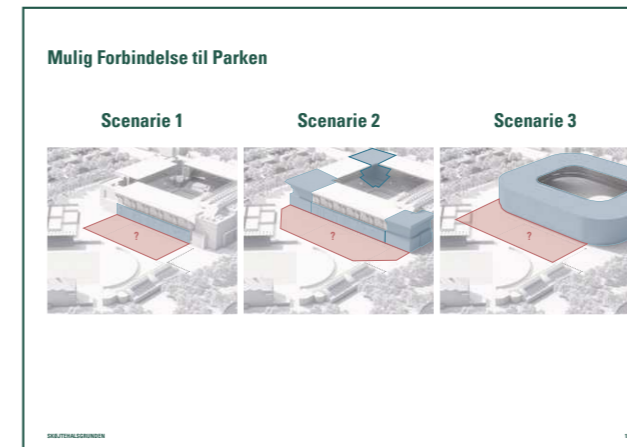 Mulig Forbindelse til Parken
Scenarie 1
Scenarie 2
Scenarie 3
?
?
?
SKØJTEHALSGRUNDEN